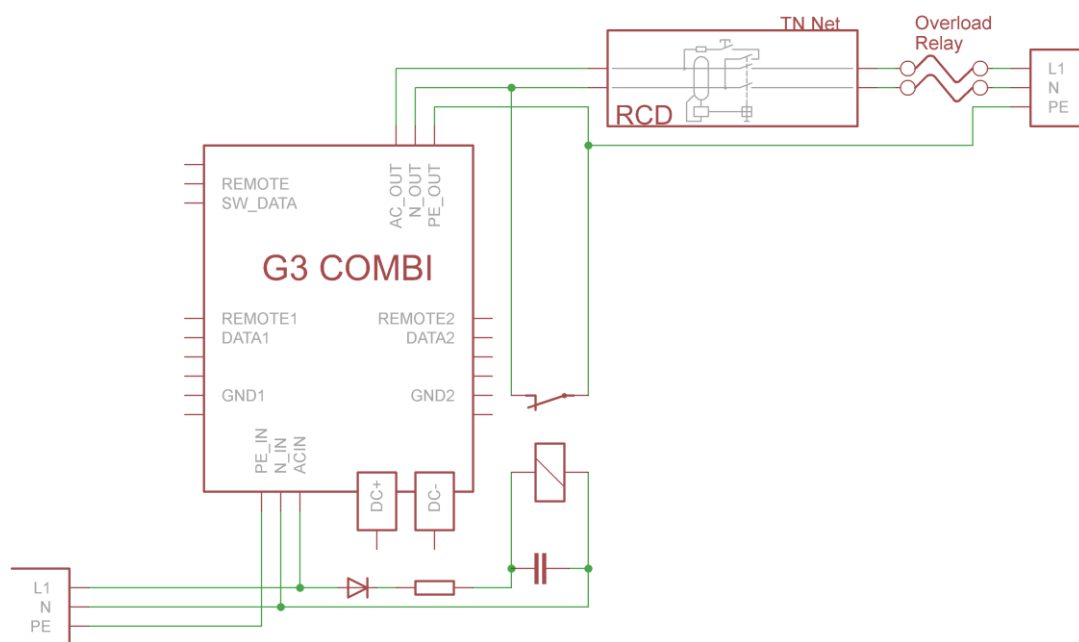 TN Net
Overload
Relay
L1
N
PE
RCD
AC_OUT
N_OUT
PE_OUT
REMOTE
SW_DATA
G3 COMBI
REMOTE1
DATA1
GND1
REMOTE2
DATA2
GND2
PE_IN
N_IN
ACIN
DC+
DC-
L1
N
PE